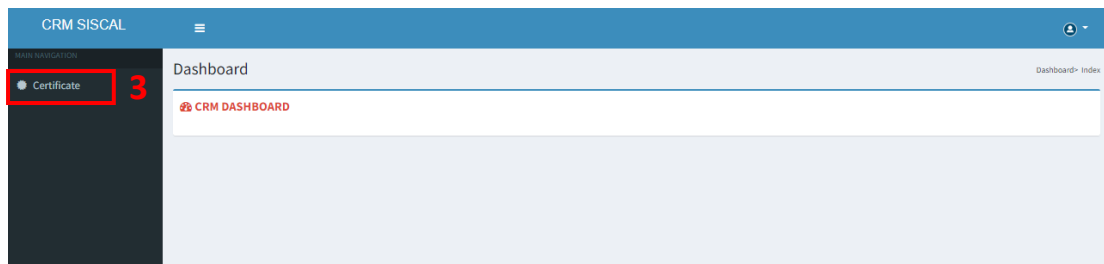 CRM SISCAL
MAIN NAVIGATION
Certificate
3
Dashboard
Dashboard> Index
CRM DASHBOARD